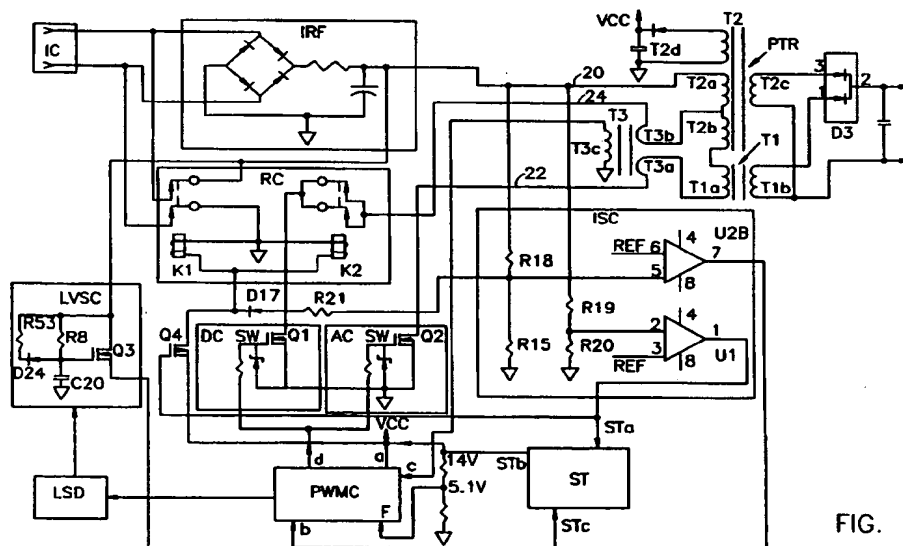 IC
IRF
VCC
T2
T2d
PTR
T2a
T2c
3
2
1
D3
20
24
T3
T3b
T3c
T3a
T2b
T1
T1a
T1b
22
RC
ISC
K1
K2
REF
6
4
U2B
7
5
8
R18
D17
R21
LVSC
R53
R8
Q3
D24
C20
Q4
DC
SW
Q1
AC
SW
Q2
R15
R19
R20
2
4
1
3
REF
8
U1
VCC
STa
d
a
c
14V
STb
ST
LSD
PWMC
F
5.1V
b
STc
FIG.